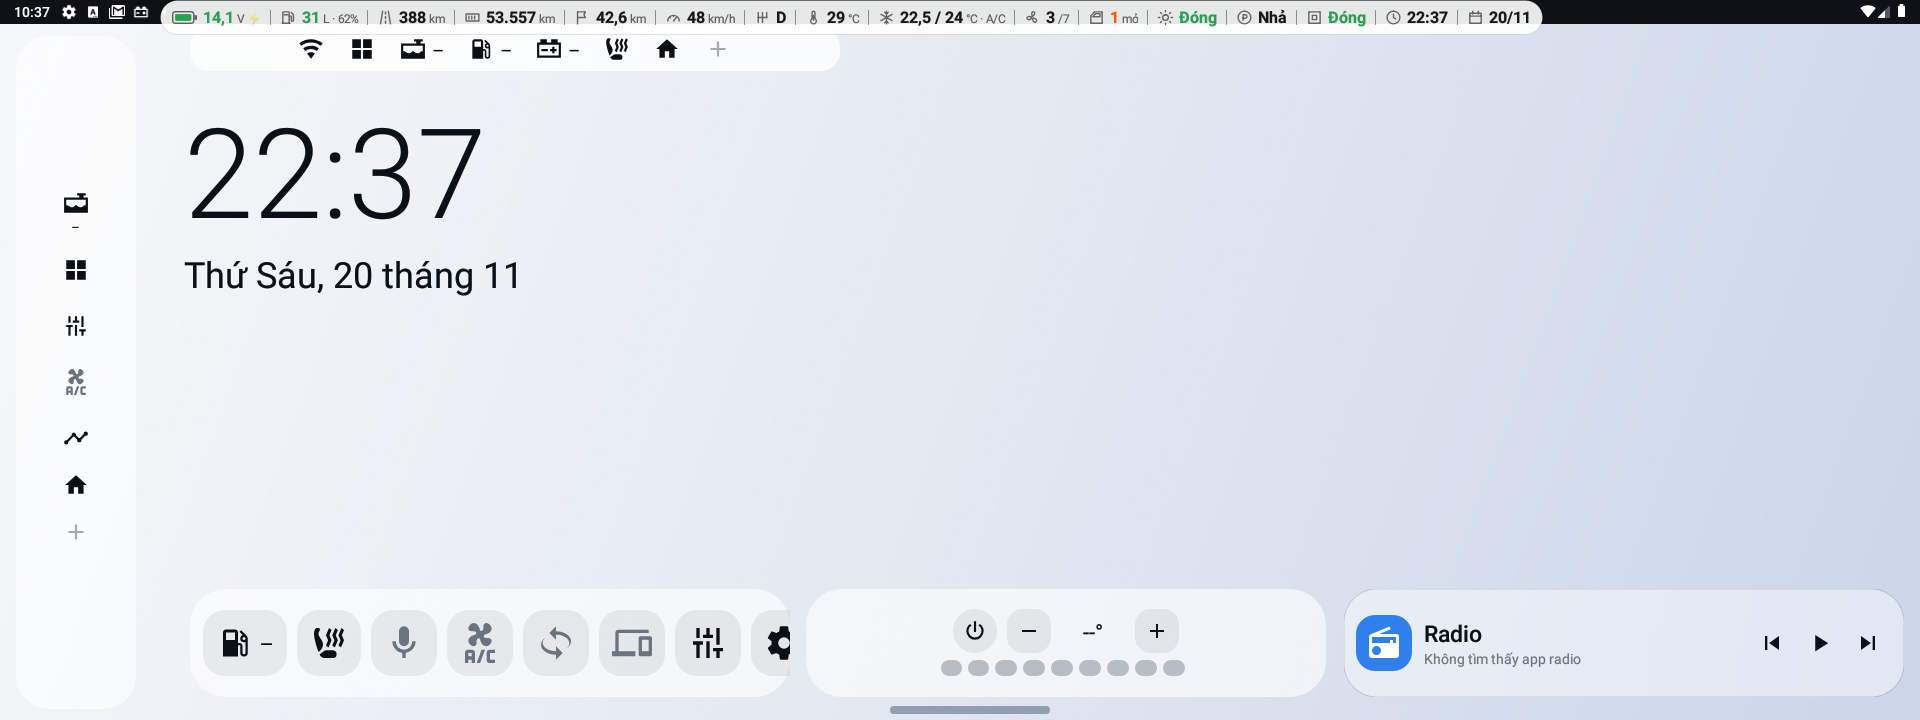 10:37
14,1 V 31 L · 62% 388 km 53.557 km 42,6 km 48 km/h D 29 °C 22,5 / 24 °C · A/C 3 /7 1 mở Đóng Nhả Đóng 22:37 20/11
– – –
22:37
Thứ Sáu, 20 tháng 11
–
A/C
– A/C
--°
Radio
Không tìm thấy app radio